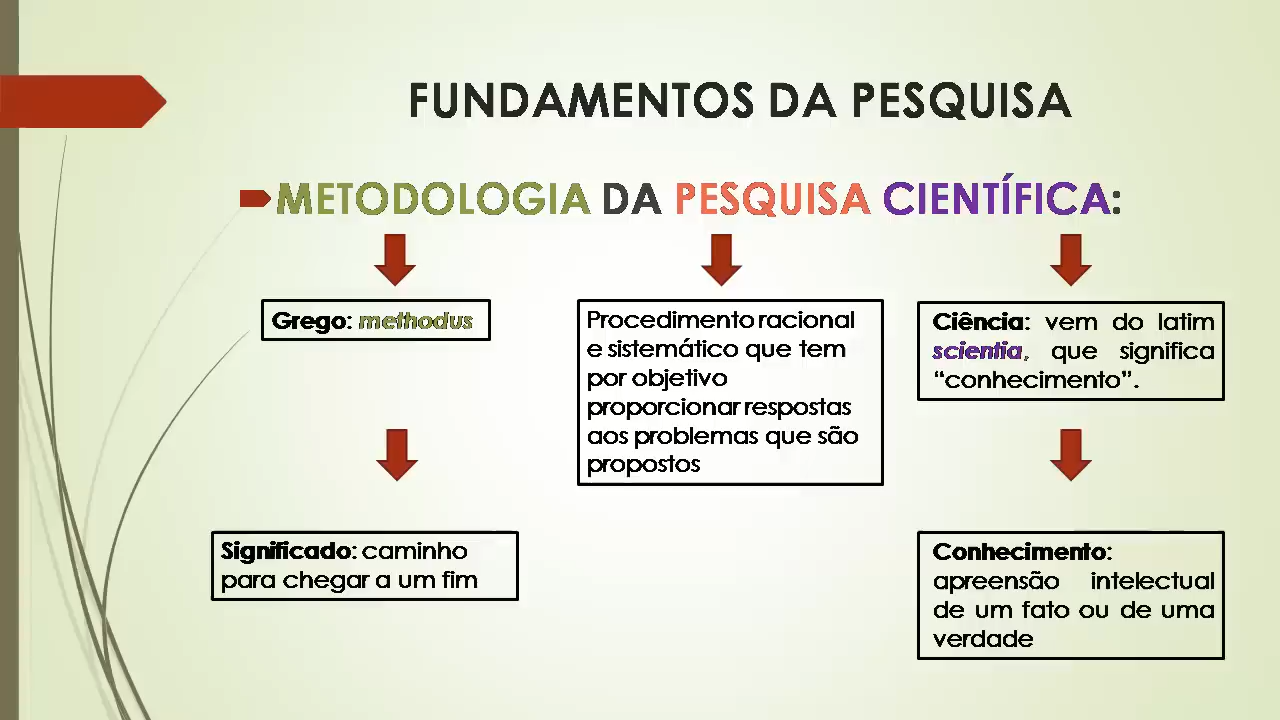 FUNDAMENTOS DA PESQUISA
METODOLOGIA DA PESQUISA CIENTÍFICA:
Grego: methodus
Significado: caminho
para chegar a um fim
Procedimento racional
e sistemático que tem
por objetivo
proporcionar respostas
aos problemas que são
propostos
Ciência: vem do latim
scientia, que significa
“conhecimento”.
Conhecimento:
apreensão intelectual
de um fato ou de uma
verdade